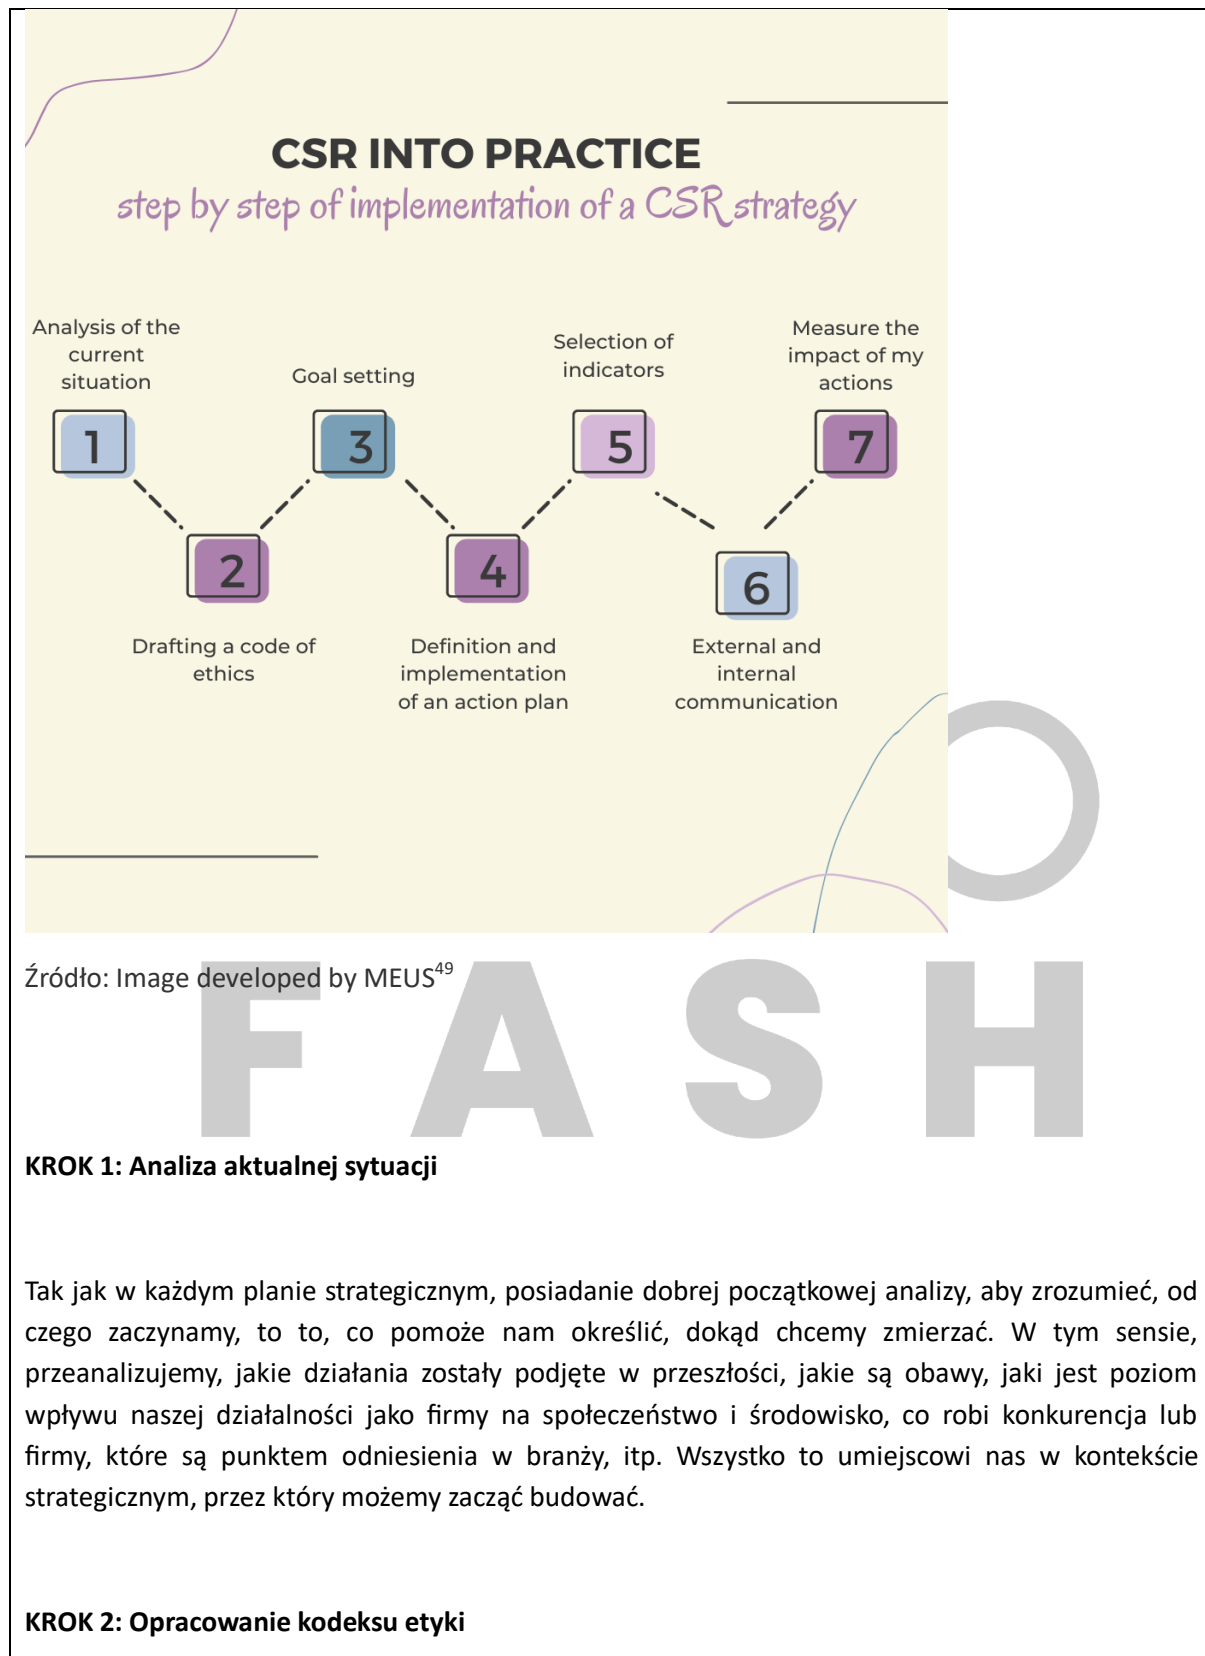 CSR INTO PRACTICE
step by step of implementation of a CSR strategy
Analysis of the
current
situation
1
Drafting a code of
ethics
2
Goal setting
3
Definition and
implementation
of an action plan
4
Selection of
indicators
5
External and
internal
communication
6
Measure the
impact of my
actions
7
Źródło: Image developed by MEUS49
FASH
KROK 1: Analiza aktualnej sytuacji
Tak jak w każdym planie strategicznym, posiadanie dobrej początkowej analizy, aby zrozumieć, od
czego zaczynamy, to to, co pomoże nam określić, dokąd chcemy zmierzać. W tym sensie,
przeanalizujemy, jakie działania zostały podjęte w przeszłości, jakie są obawy, jaki jest poziom
wpływu naszej działalności jako firmy na społeczeństwo i środowisko, co robi konkurencja lub
firmy, które są punktem odniesienia w branży, itp. Wszystko to umiejscowi nas w kontekście
strategicznym, przez który możemy zacząć budować.
KROK 2: Opracowanie kodeksu etyki